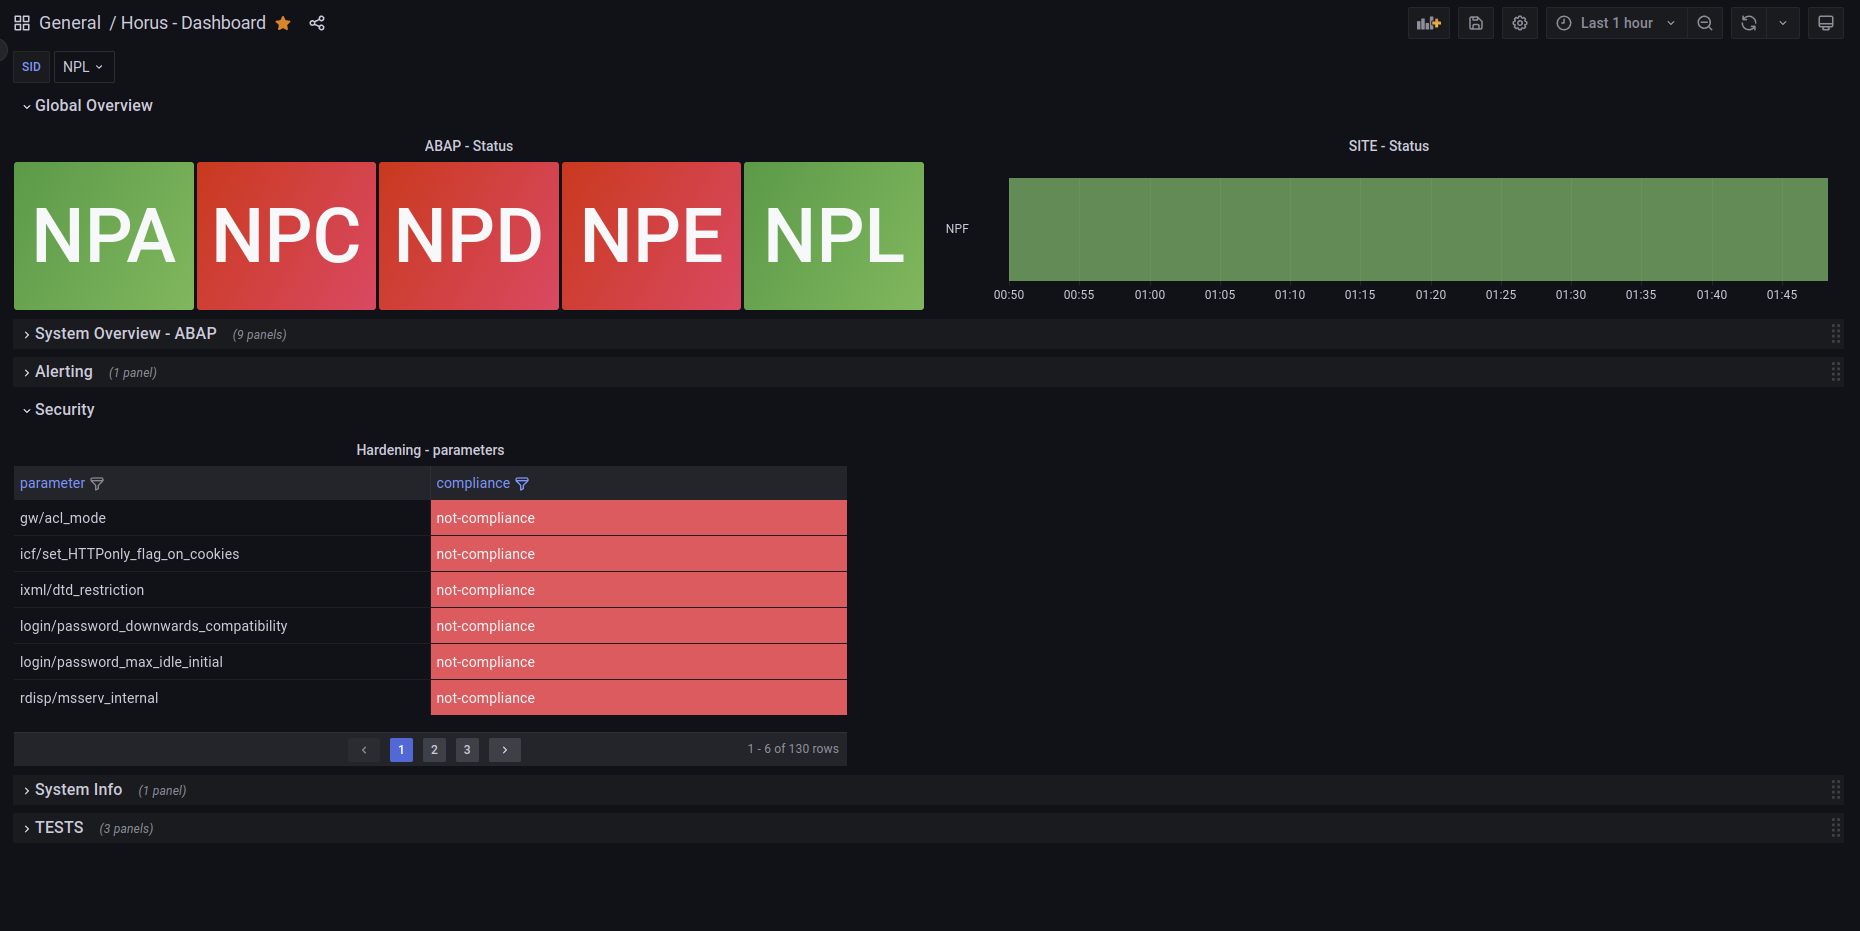 General / Horus - Dashboard
Last 1 hour
SID NPL
Global Overview
ABAP - Status
NPA NPC NPD NPE NPL
SITE - Status
NPF
00:50 00:55 01:00 01:05 01:10 01:15 01:20 01:25 01:30 01:35 01:40 01:45
System Overview - ABAP (9 panels)
Alerting (1 panel)
Security
Hardening - parameters
parameter compliance
gw/acl_mode not-compliance
icf/set_HTTPonly_flag_on_cookies not-compliance
ixml/dtd_restriction not-compliance
login/password_downwards_compatibility not-compliance
login/password_max_idle_initial not-compliance
rdisp/msserv_internal not-compliance
1 2 3 1 - 6 of 130 rows
System Info (1 panel)
TESTS (3 panels)